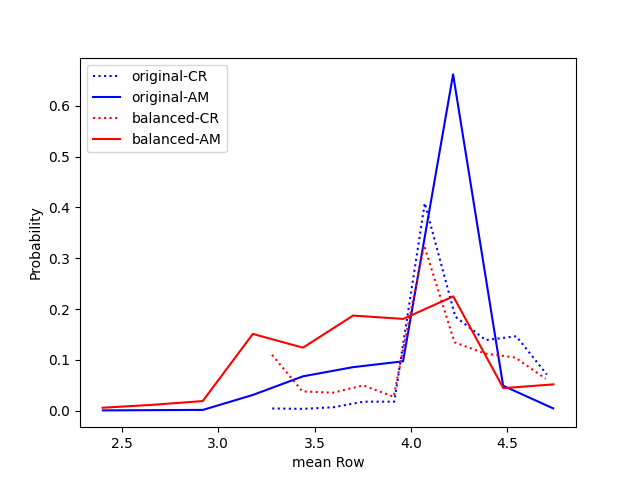 original-CR
original-AM
balanced-CR
balanced-AM
Probability
0.6
0.5
0.4
0.3
0.2
0.1
0.0
2.5 3.0 3.5 4.0 4.5
mean Row